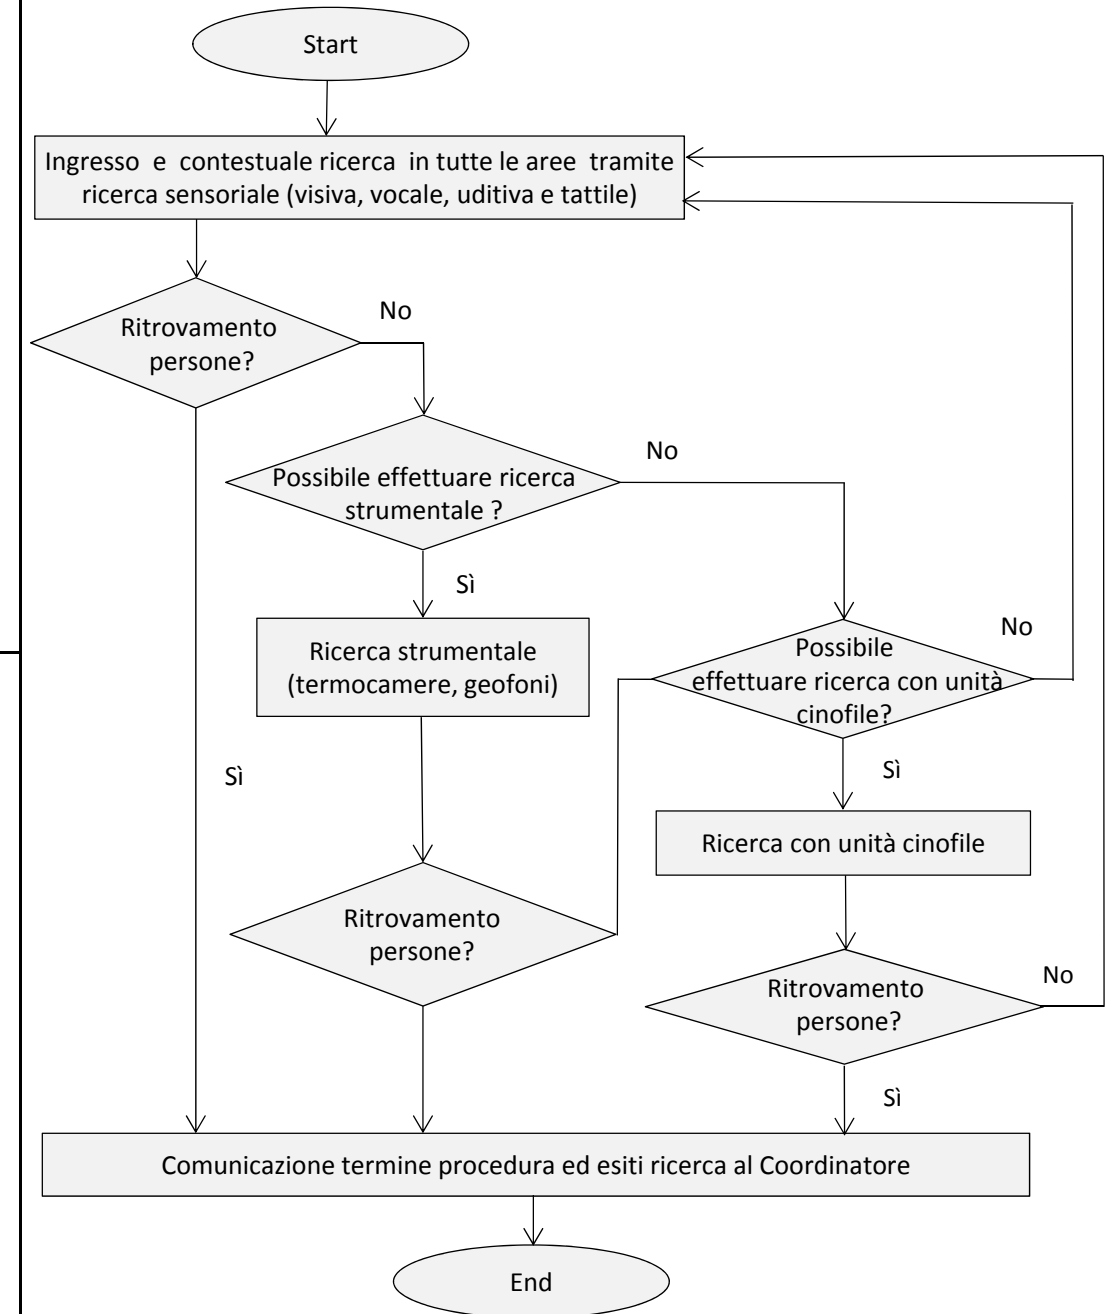 Start
Ingresso e contestuale ricerca in tutte le aree tramite
ricerca sensoriale (visiva, vocale, uditiva e tattile)
Ritrovamento
persone?
No
Possibile effettuare ricerca
strumentale ?
No
Sì
Ricerca strumentale
(termocamere, geofoni)
Possibile
effettuare ricerca con unità
cinofile?
No
Sì
Sì
Ricerca con unità cinofile
Ritrovamento
persone?
Ritrovamento
persone?
No
Sì
Comunicazione termine procedura ed esiti ricerca al Coordinatore
End